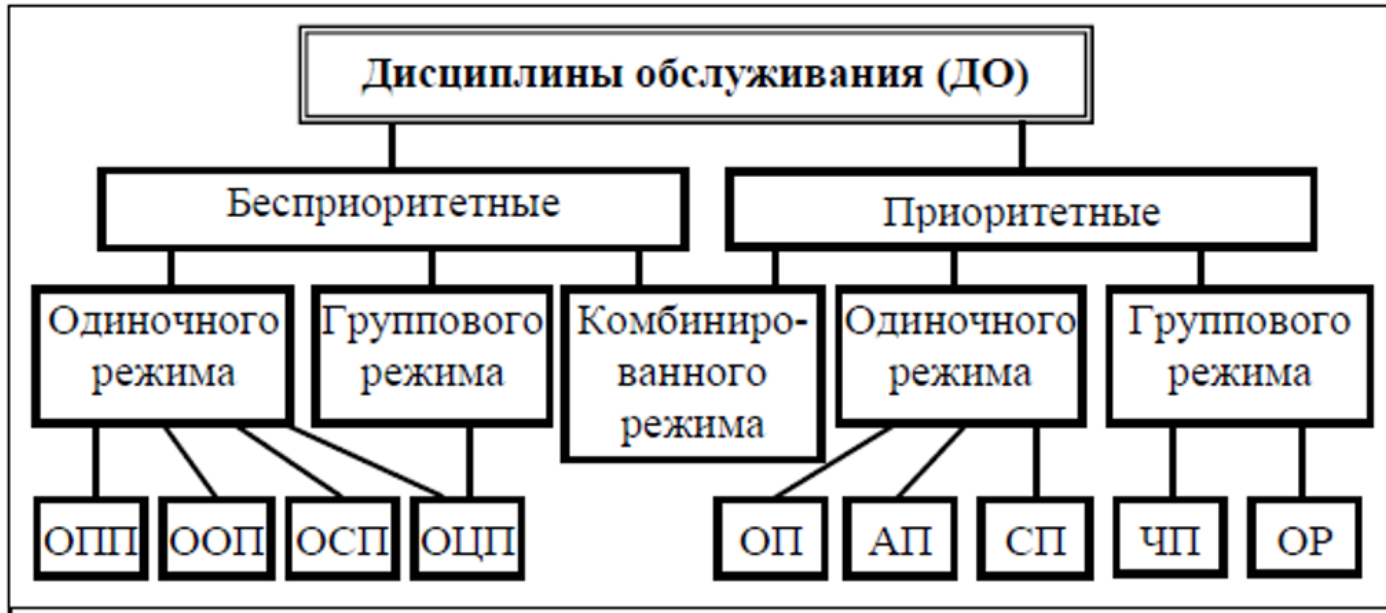 Дисциплины обслуживания (ДО)
Бесприоритетные
Приоритетные
Одиночного
режима
Группового
режима
Комбиниро-
ванного
режима
Одиночного
режима
Группового
режима
ОПП
ООП
ОСП
ОЦП
ОП
АП
СП
ЧП
ОР